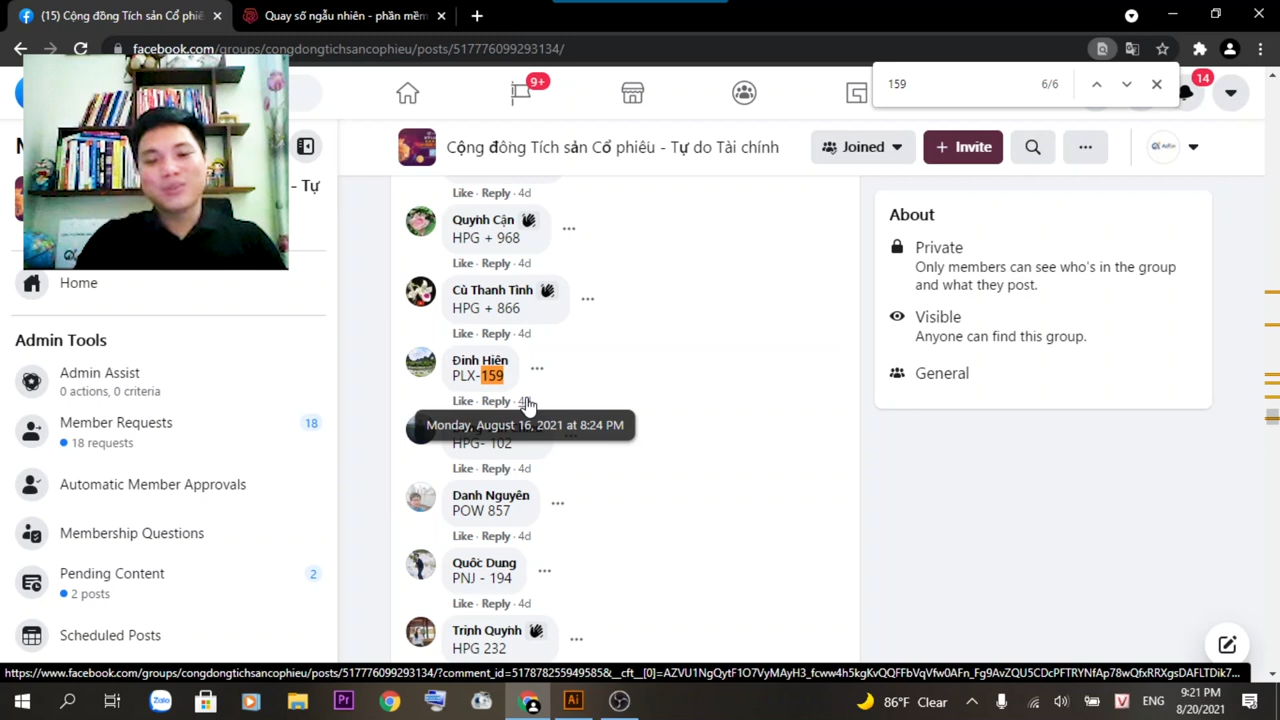 (15) Cộng đồng Tích sản Cổ phiế
Quay số ngẫu nhiên - phần mềm
facebook.com/groups/congdongtichsancophieu/posts/517776099293134/
159
6/6
9+
14
Cộng đồng Tích sản Cổ phiếu - Tự do Tài chính
Joined
+ Invite
- Tự
Home
Admin Tools
Admin Assist
0 actions, 0 criteria
Member Requests
18
18 requests
Automatic Member Approvals
Membership Questions
Pending Content
2
2 posts
Scheduled Posts
Like · Reply · 4d
Quỳnh Cận
HPG + 968
Like · Reply · 4d
Cù Thanh Tình
HPG + 866
Like · Reply · 4d
Đinh Hiên
PLX-159
Like · Reply ·
Monday, August 16, 2021 at 8:24 PM
HPG- 102
Like · Reply · 4d
Danh Nguyên
POW 857
Like · Reply · 4d
Quốc Dung
PNJ - 194
Like · Reply · 4d
Trịnh Quỳnh
HPG 232
About
Private
Only members can see who's in the group and what they post.
Visible
Anyone can find this group.
General
Zalo
Pr
Ai
86°F Clear
V
ENG
9:21 PM
8/20/2021